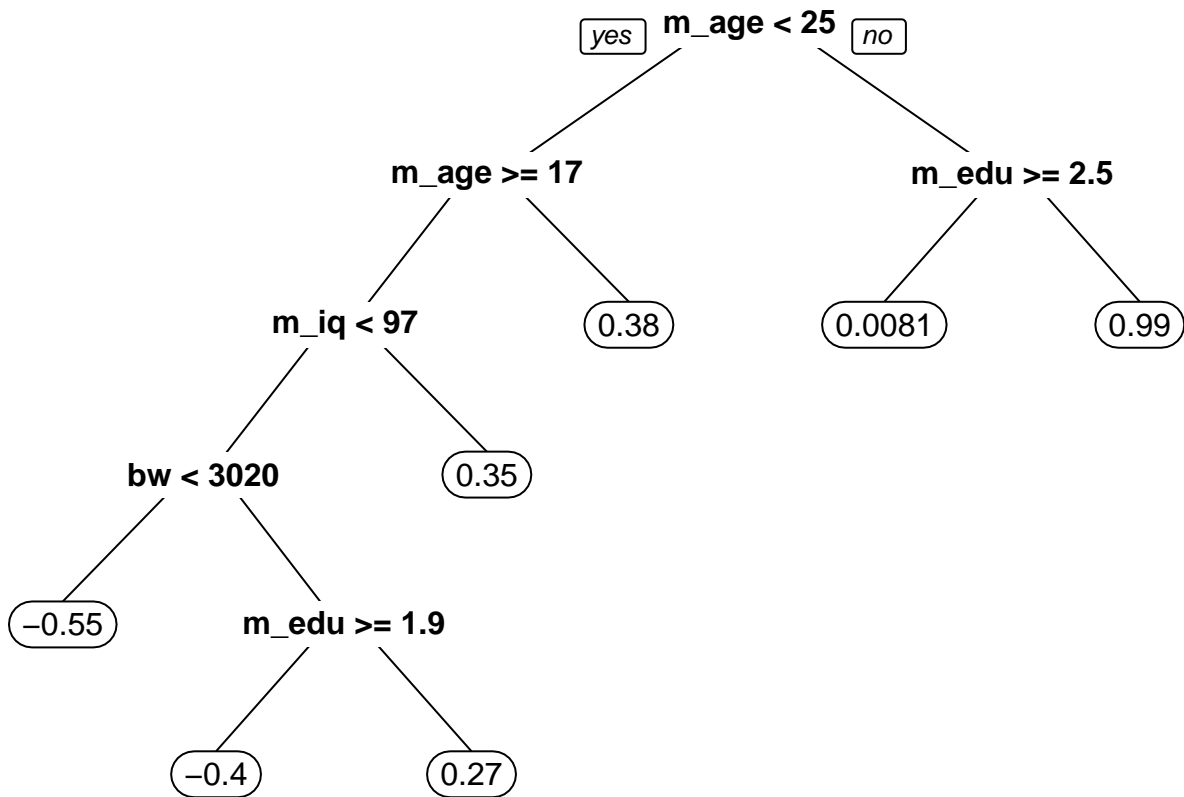 yes m_age < 25 no
m_age >= 17 m_edu >= 2.5
m_iq < 97 0.38 0.0081 0.99
bw < 3020 0.35
−0.55 m_edu >= 1.9
−0.4 0.27